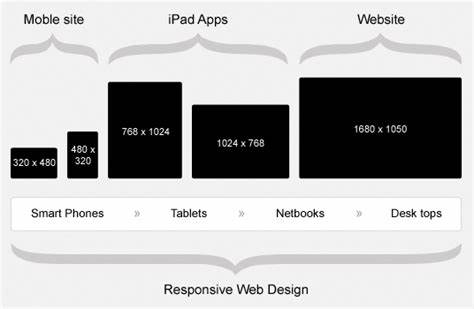 Moble site
iPad Apps
Website
320 x 480
480 x
320
768 x 1024
1024 x 768
1680 x 1050
Smart Phones » Tablets » Netbooks » Desk tops
Responsive Web Design